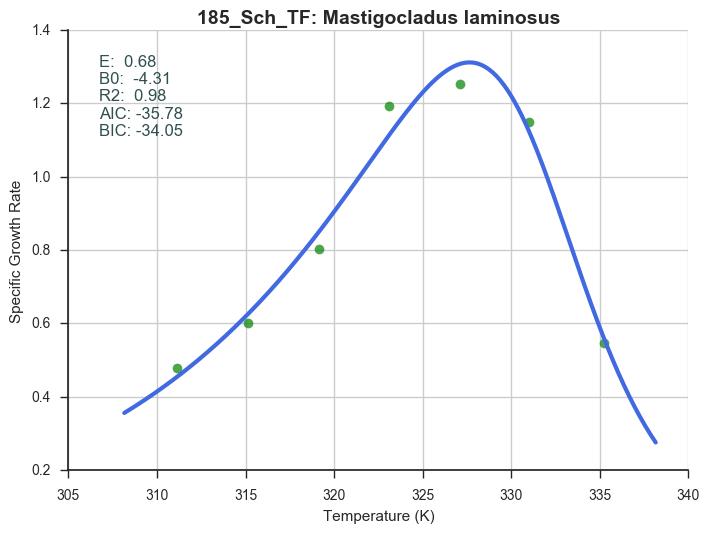 185_Sch_TF: Mastigocladus laminosus
1.4
1.2
1.0
0.8
0.6
0.4
0.2
E:  0.68
B0:  -4.31
R2:  0.98
AIC: -35.78
BIC: -34.05
Specific Growth Rate
305 310 315 320 325 330 335 340
Temperature (K)